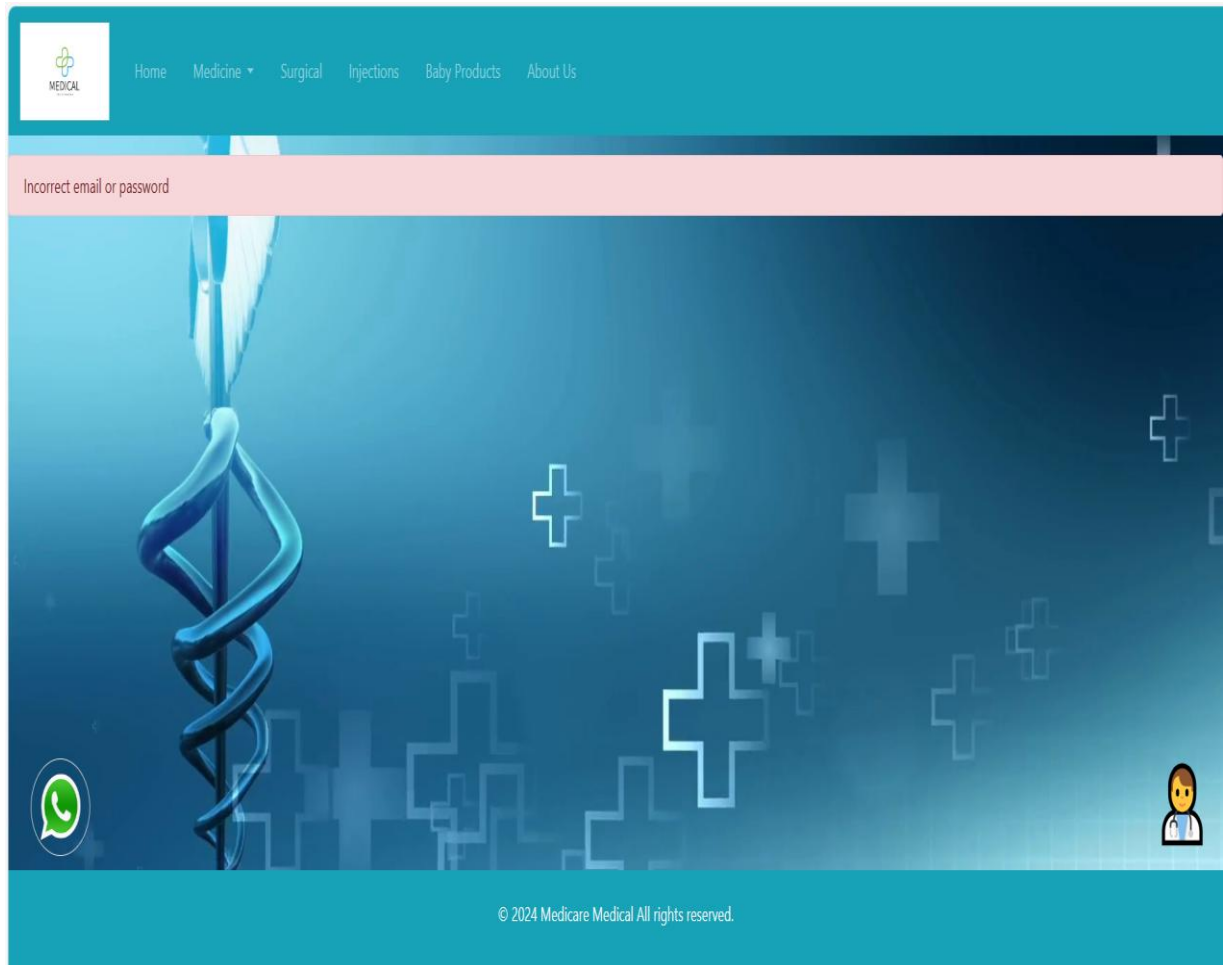 MEDICAL
Home Medicine Surgical Injections Baby Products About Us
Incorrect email or password
© 2024 Medicare Medical All rights reserved.